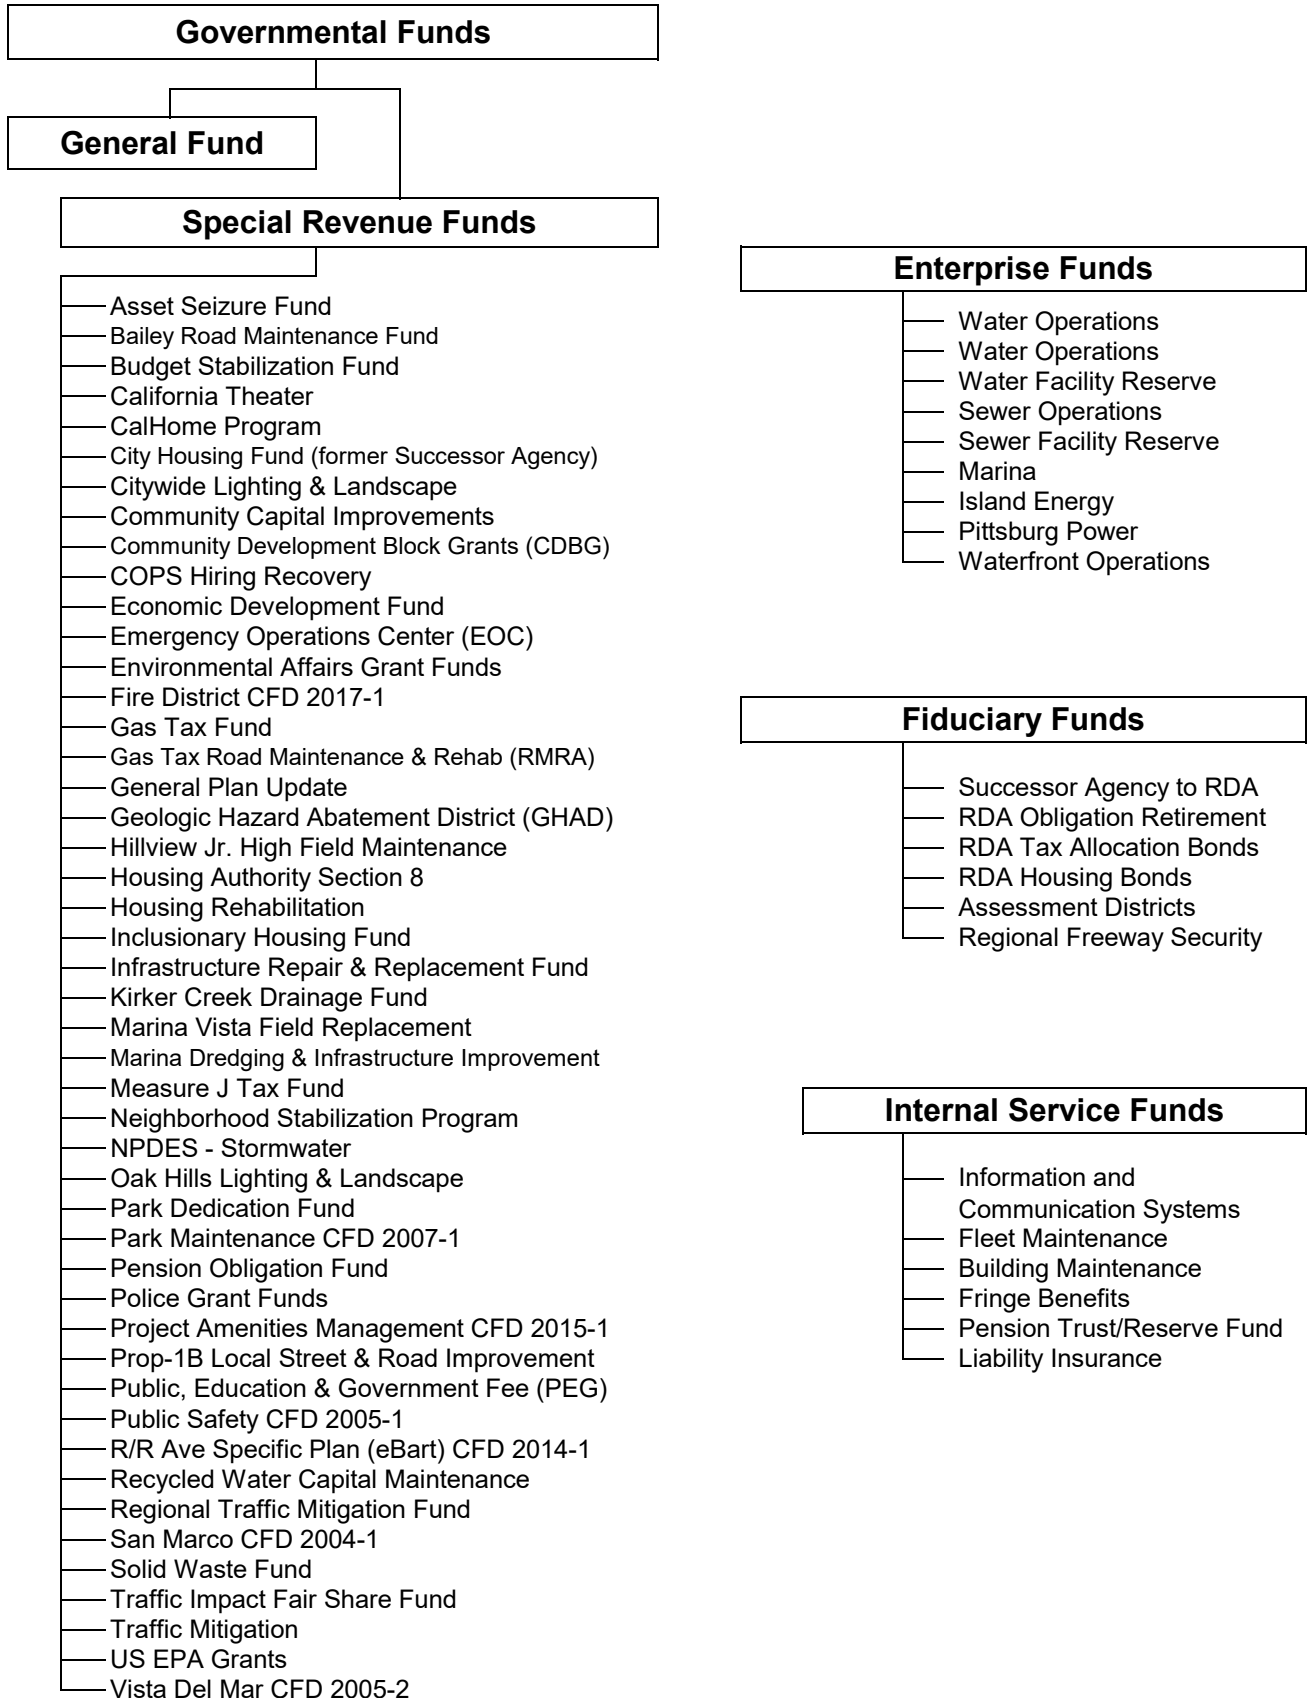 Governmental Funds
General Fund
Special Revenue Funds
Asset Seizure Fund
Bailey Road Maintenance Fund
Budget Stabilization Fund
California Theater
CalHome Program
City Housing Fund (former Successor Agency)
Citywide Lighting & Landscape
Community Capital Improvements
Community Development Block Grants (CDBG)
COPS Hiring Recovery
Economic Development Fund
Emergency Operations Center (EOC)
Environmental Affairs Grant Funds
Fire District CFD 2017-1
Gas Tax Fund
Gas Tax Road Maintenance & Rehab (RMRA)
General Plan Update
Geologic Hazard Abatement District (GHAD)
Hillview Jr. High Field Maintenance
Housing Authority Section 8
Housing Rehabilitation
Inclusionary Housing Fund
Infrastructure Repair & Replacement Fund
Kirker Creek Drainage Fund
Marina Vista Field Replacement
Marina Dredging & Infrastructure Improvement
Measure J Tax Fund
Neighborhood Stabilization Program
NPDES - Stormwater
Oak Hills Lighting & Landscape
Park Dedication Fund
Park Maintenance CFD 2007-1
Pension Obligation Fund
Police Grant Funds
Project Amenities Management CFD 2015-1
Prop-1B Local Street & Road Improvement
Public, Education & Government Fee (PEG)
Public Safety CFD 2005-1
R/R Ave Specific Plan (eBart) CFD 2014-1
Recycled Water Capital Maintenance
Regional Traffic Mitigation Fund
San Marco CFD 2004-1
Solid Waste Fund
Traffic Impact Fair Share Fund
Traffic Mitigation
US EPA Grants
Vista Del Mar CFD 2005-2
Enterprise Funds
Water Operations
Water Operations
Water Facility Reserve
Sewer Operations
Sewer Facility Reserve
Marina
Island Energy
Pittsburg Power
Waterfront Operations
Fiduciary Funds
Successor Agency to RDA
RDA Obligation Retirement
RDA Tax Allocation Bonds
RDA Housing Bonds
Assessment Districts
Regional Freeway Security
Internal Service Funds
Information and
Communication Systems
Fleet Maintenance
Building Maintenance
Fringe Benefits
Pension Trust/Reserve Fund
Liability Insurance